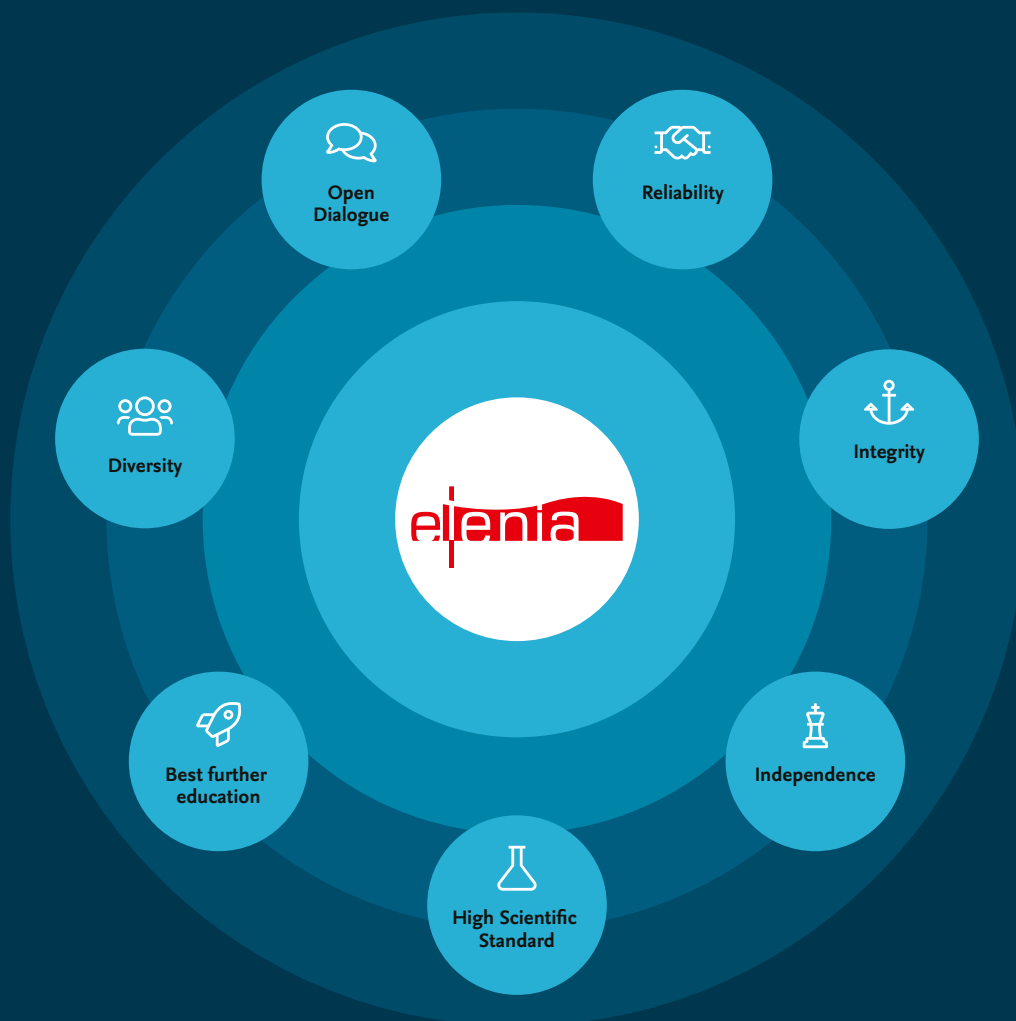 Open
Dialogue
Reliability
Diversity
Integrity
elenia
Best further
education
Independence
High Scientific
Standard